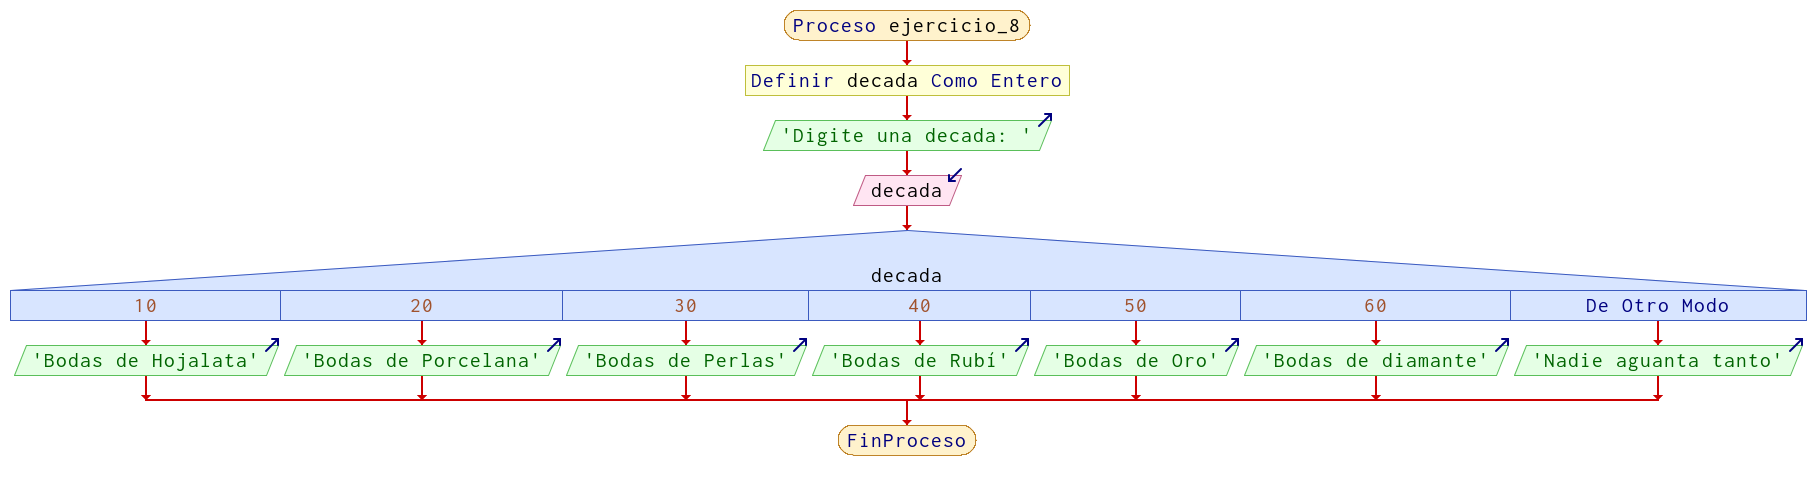 Proceso ejercicio_8
Definir decada Como Entero
'Digite una decada: '
decada
decada
10 20 30 40 50 60 De Otro Modo
'Bodas de Hojalata' 'Bodas de Porcelana' 'Bodas de Perlas' 'Bodas de Rubí' 'Bodas de Oro' 'Bodas de diamante' 'Nadie aguanta tanto'
FinProceso